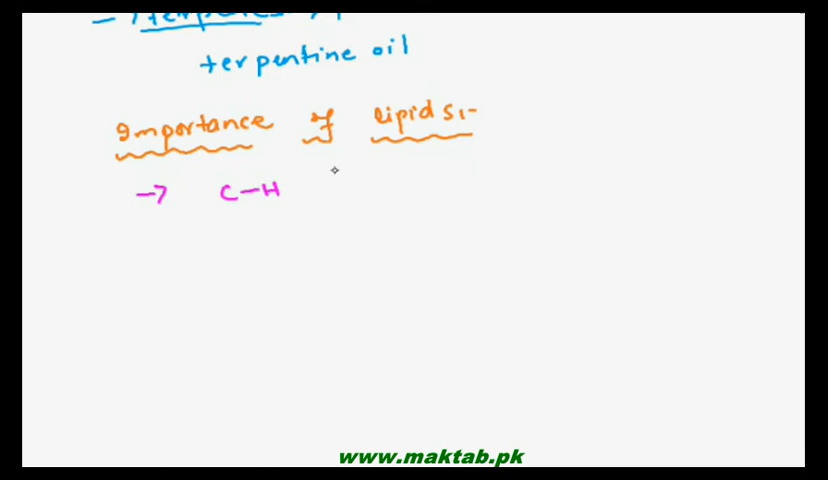 terpentine oil
Importance of lipids:-
→ C-H
www.maktab.pk